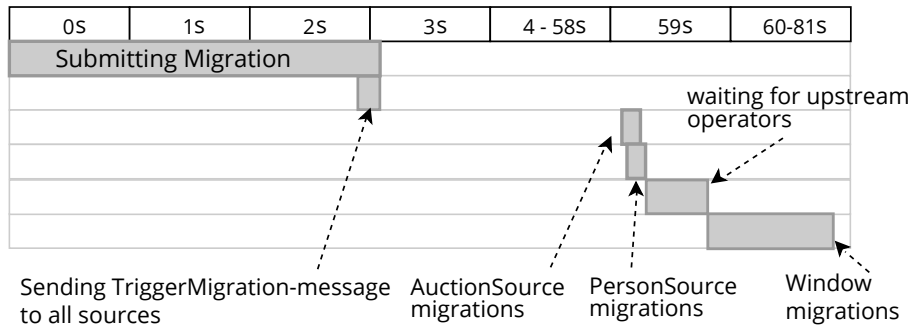 0s 1s 2s 3s 4 - 58s 59s 60-81s
Submitting Migration
waiting for upstream
operators
Sending TriggerMigration-message
to all sources
AuctionSource
migrations
PersonSource
migrations
Window
migrations